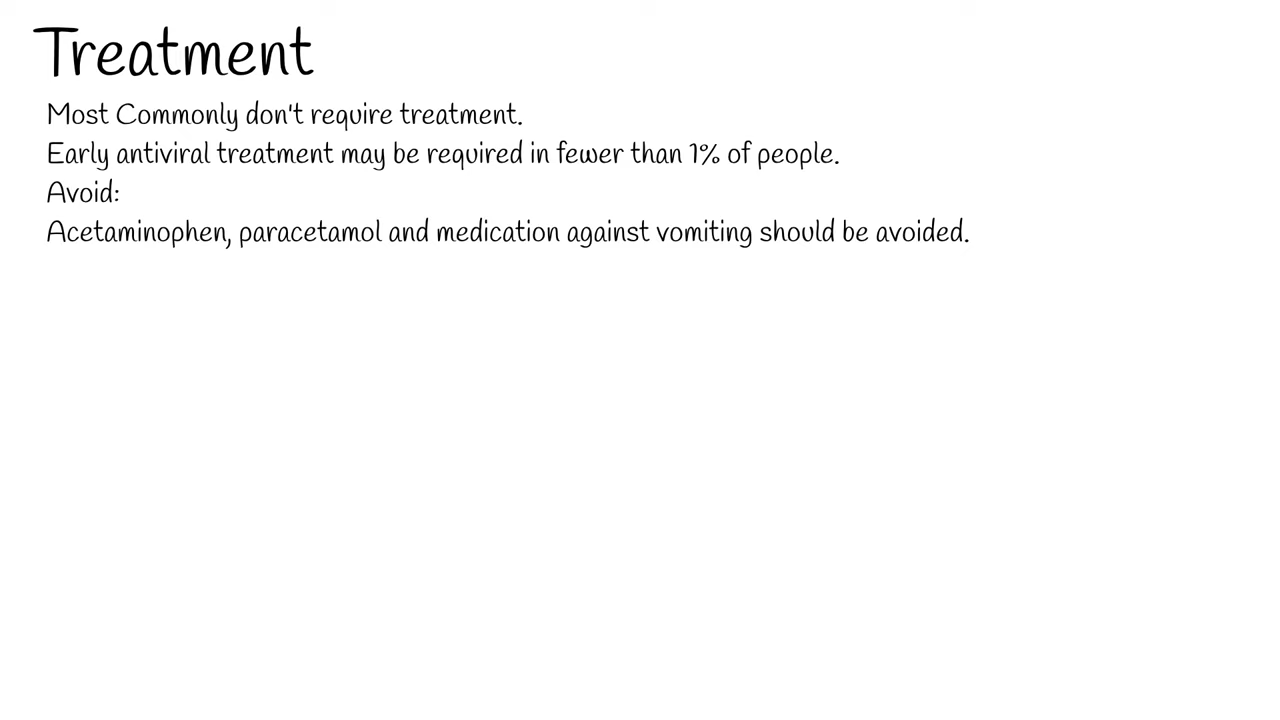 Treatment
Most Commonly don't require treatment.
Early antiviral treatment may be required in fewer than 1% of people.
Avoid:
Acetaminophen, paracetamol and medication against vomiting should be avoided.